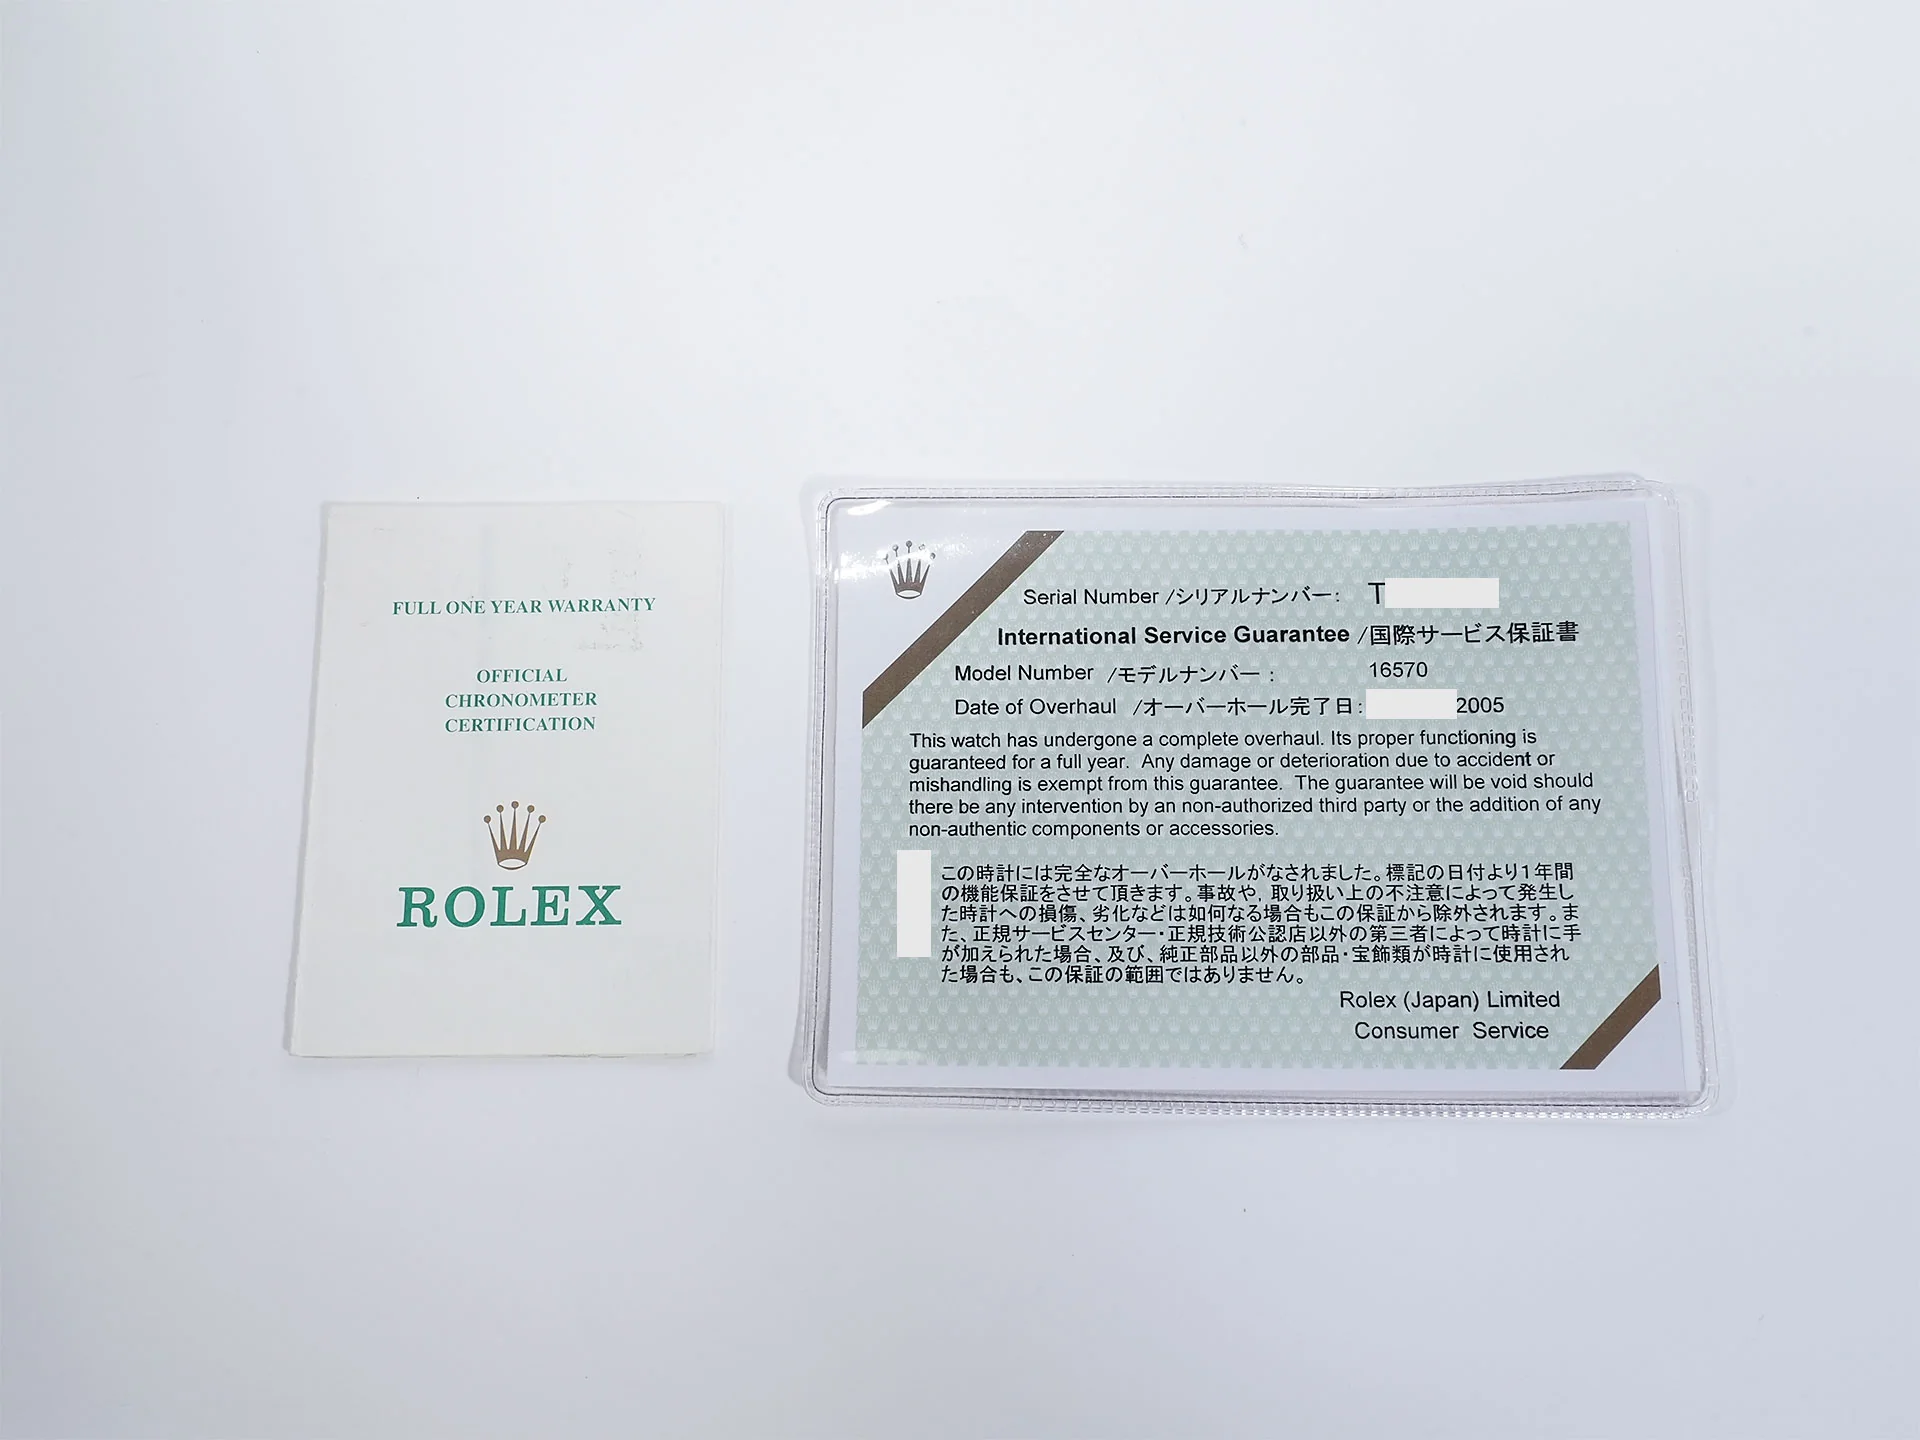 FULL ONE YEAR WARRANTY
OFFICIAL
CHRONOMETER
CERTIFICATION
ROLEX
Serial Number /シリアルナンバー: T
International Service Guarantee /国際サービス保証書
Model Number /モデルナンバー : 16570
Date of Overhaul /オーバーホール完了日: 2005
This watch has undergone a complete overhaul. Its proper functioning is
guaranteed for a full year. Any damage or deterioration due to accident or
mishandling is exempt from this guarantee. The guarantee will be void should
there be any intervention by an non-authorized third party or the addition of any
non-authentic components or accessories.
この時計には完全なオーバーホールがなされました。標記の日付より1年間
の機能保証をさせて頂きます。事故や, 取り扱い上の不注意によって発生し
た時計への損傷、劣化などは如何なる場合もこの保証から除外されます。ま
た、正規サービスセンター・正規技術公認店以外の第三者によって時計に手
が加えられた場合、及び、純正部品以外の部品・宝飾類が時計に使用され
た場合も、この保証の範囲ではありません。
Rolex (Japan) Limited
Consumer Service